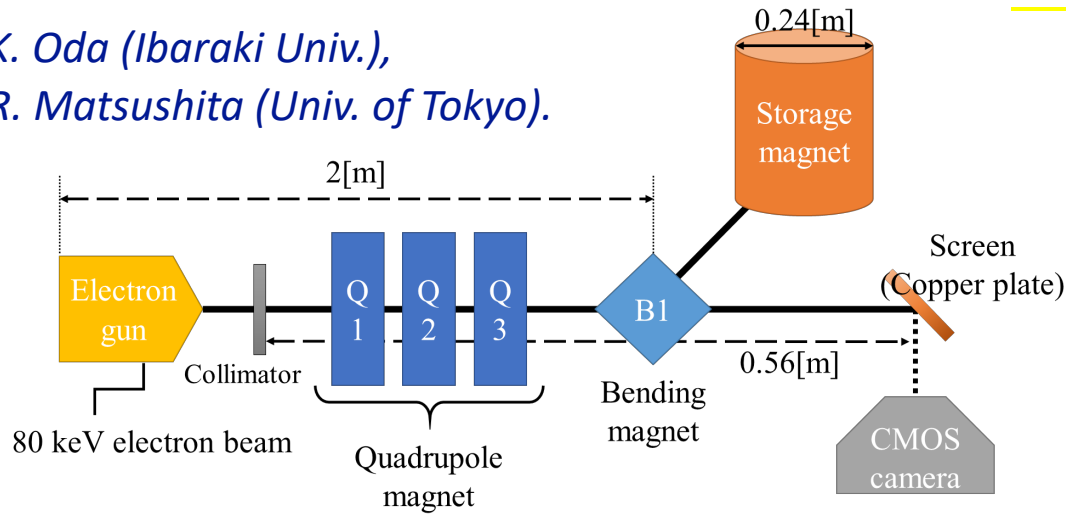 K. Oda (Ibaraki Univ.),
R. Matsushita (Univ. of Tokyo).
0.24[m]
Storage
magnet
2[m]
Screen
(Copper plate)
Electron
gun
Q
1
Q
2
Q
3
B1
Collimator
0.56[m]
Bending
magnet
80 keV electron beam
Quadrupole
magnet
CMOS
camera